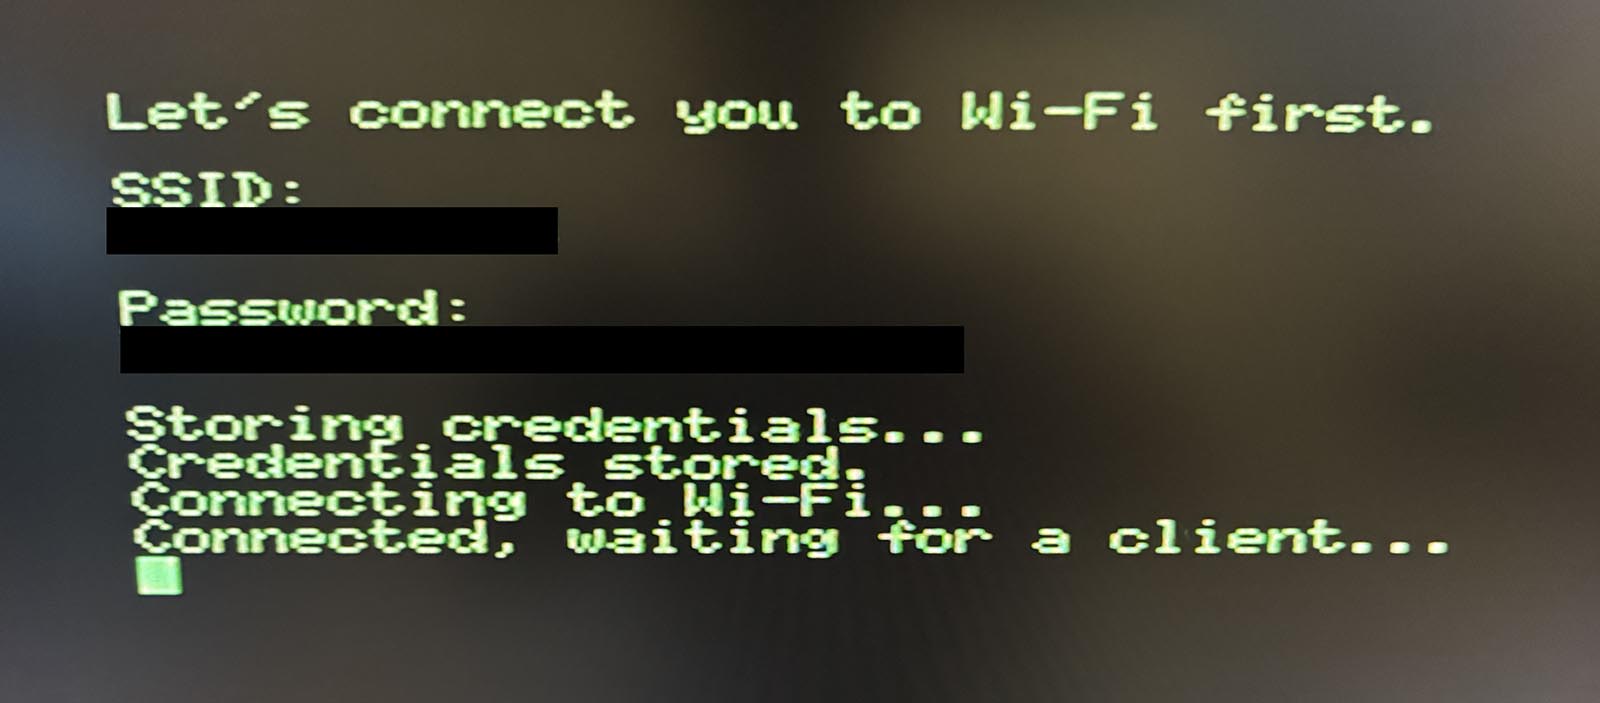 Let's connect you to Wi-Fi first.
SSID:
Password:
Storing credentials...
Credentials stored.
Connecting to Wi-Fi...
Connected, waiting for a client...